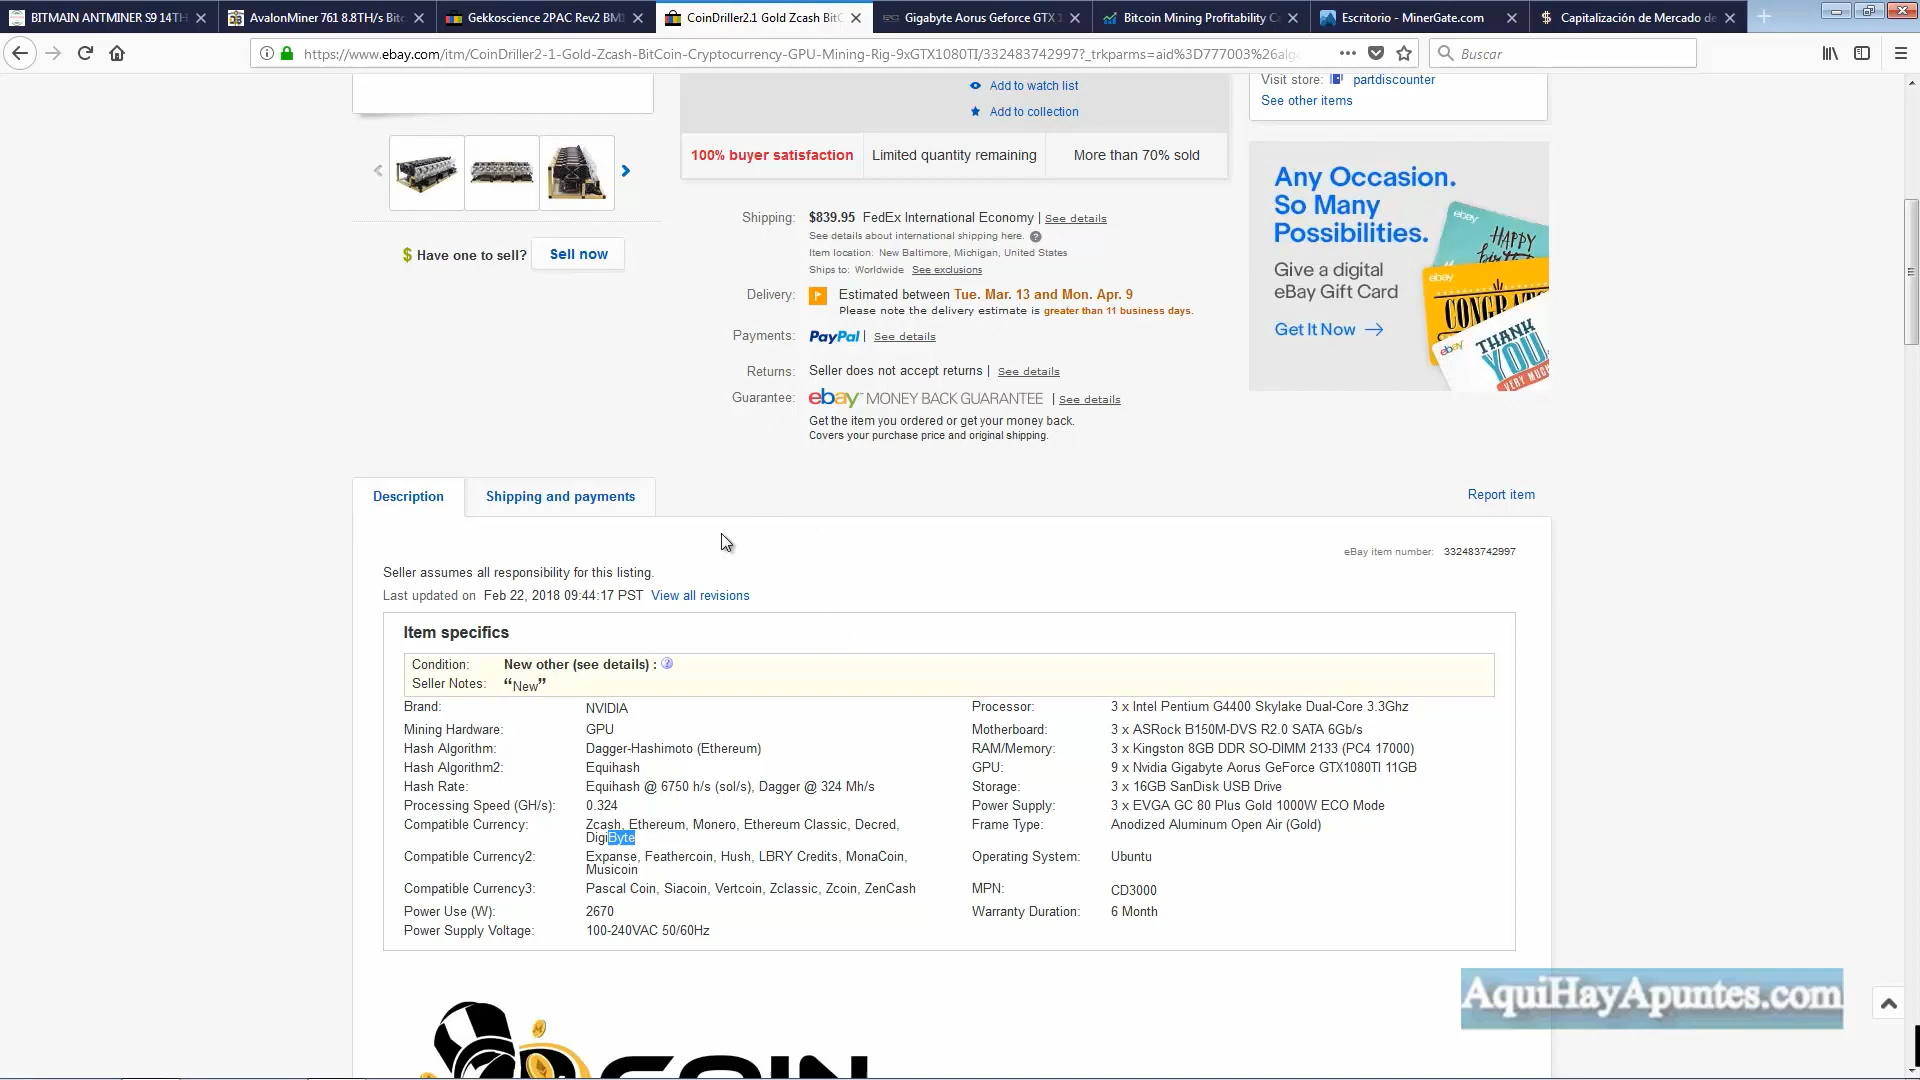 BITMAIN ANTMINER S9 14TH
AvalonMiner 761 8.8TH/s Bitc
Gekkoscience 2PAC Rev2 BM1
CoinDriller2.1 Gold Zcash BitC
Gigabyte Aorus Geforce GTX 1
Bitcoin Mining Profitability C
Escritorio - MinerGate.com
Capitalización de Mercado de
https://www.ebay.com/itm/CoinDriller2-1-Gold-Zcash-BitCoin-Cryptocurrency-GPU-Mining-Rig-9xGTX1080TI/332483742997?_trkparms=aid%3D777003%26alg
Buscar
Add to watch list
Add to collection
100% buyer satisfaction
Limited quantity remaining
More than 70% sold
Visit store: partdiscounter
See other items
Have one to sell? Sell now
Shipping: $839.95 FedEx International Economy | See details
See details about international shipping here.
Item location: New Baltimore, Michigan, United States
Ships to: Worldwide See exclusions
Delivery: Estimated between Tue. Mar. 13 and Mon. Apr. 9
Please note the delivery estimate is greater than 11 business days.
Payments: PayPal | See details
Returns: Seller does not accept returns | See details
Guarantee: ebay MONEY BACK GUARANTEE | See details
Get the item you ordered or get your money back.
Covers your purchase price and original shipping.
Any Occasion.
So Many
Possibilities.
Give a digital
eBay Gift Card
Get It Now
ebay
HAPPY
ebay
CONGRA
ebay
THANK
YOU
VERY MUCH
Description
Shipping and payments
Report item
eBay item number: 332483742997
Seller assumes all responsibility for this listing.
Last updated on Feb 22, 2018 09:44:17 PST View all revisions
Item specifics
Condition: New other (see details) :
Seller Notes: “New”
Brand: NVIDIA
Processor: 3 x Intel Pentium G4400 Skylake Dual-Core 3.3Ghz
Mining Hardware: GPU
Motherboard: 3 x ASRock B150M-DVS R2.0 SATA 6Gb/s
Hash Algorithm: Dagger-Hashimoto (Ethereum)
RAM/Memory: 3 x Kingston 8GB DDR SO-DIMM 2133 (PC4 17000)
Hash Algorithm2: Equihash
GPU: 9 x Nvidia Gigabyte Aorus GeForce GTX1080TI 11GB
Hash Rate: Equihash @ 6750 h/s (sol/s), Dagger @ 324 Mh/s
Storage: 3 x 16GB SanDisk USB Drive
Processing Speed (GH/s): 0.324
Power Supply: 3 x EVGA GC 80 Plus Gold 1000W ECO Mode
Compatible Currency: Zcash, Ethereum, Monero, Ethereum Classic, Decred,
DigiByte
Frame Type: Anodized Aluminum Open Air (Gold)
Compatible Currency2: Expanse, Feathercoin, Hush, LBRY Credits, MonaCoin,
Musicoin
Operating System: Ubuntu
Compatible Currency3: Pascal Coin, Siacoin, Vertcoin, Zclassic, Zcoin, ZenCash
MPN: CD3000
Power Use (W): 2670
Warranty Duration: 6 Month
Power Supply Voltage: 100-240VAC 50/60Hz
AquiHayApuntes.com
COIN